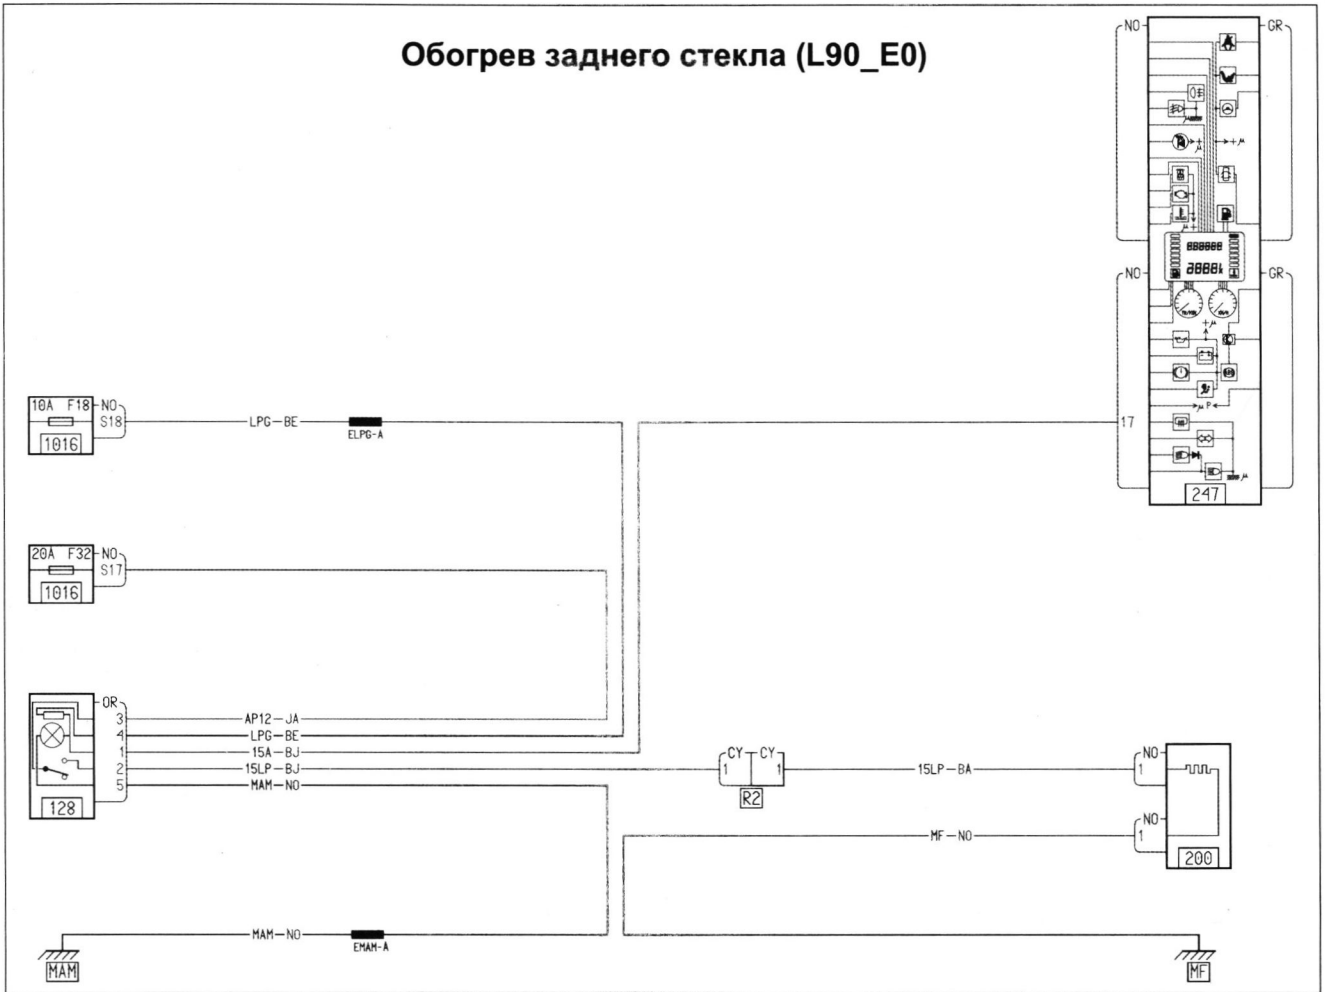 Обогрев заднего стекла (L90_E0)
NO GR
NO GR
17
247
10A F18 NO
S18
1016
LPG-BE
ELPG-A
20A F32 NO
S17
1016
OR
3 AP12-JA
4 LPG-BE
1 15A-BJ
2 15LP-BJ
5 MAM-NO
128
CY CY
1 1
R2
15LP-BA
NO
1
MF-NO
NO
1
200
MAM-NO
EMAM-A
MAM
MF